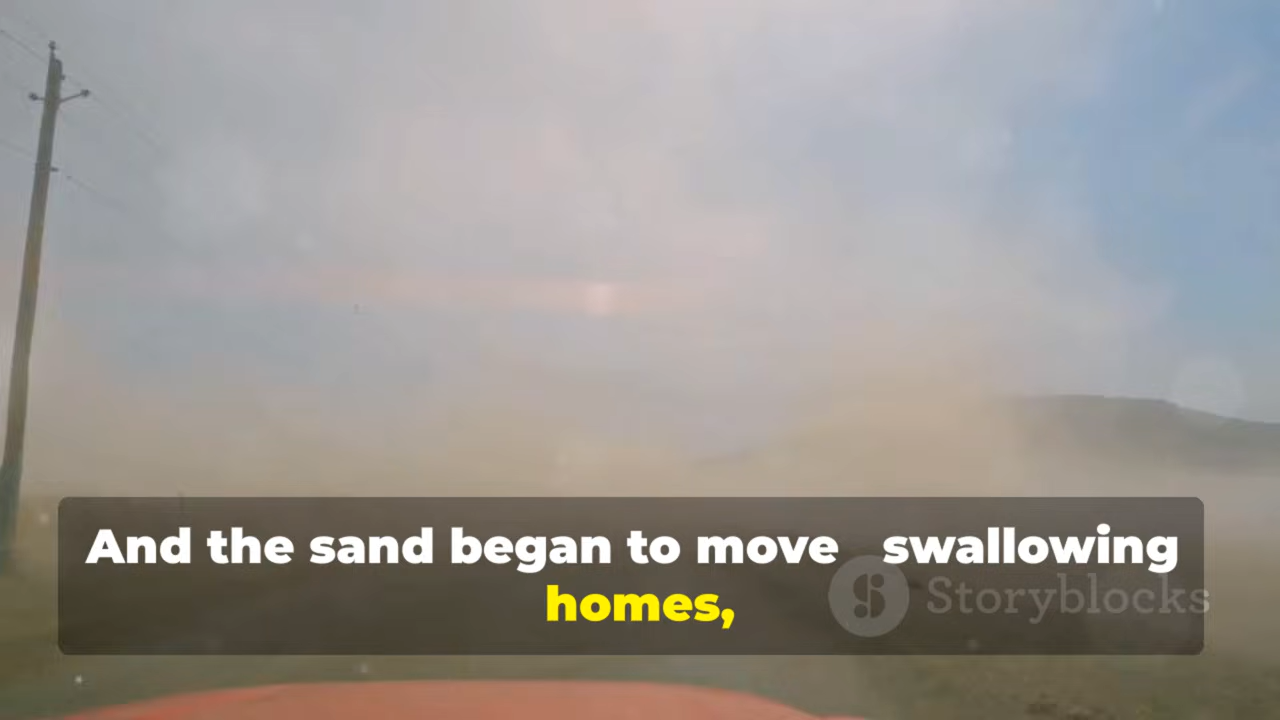 And the sand began to move swallowing
homes,
Storyblocks